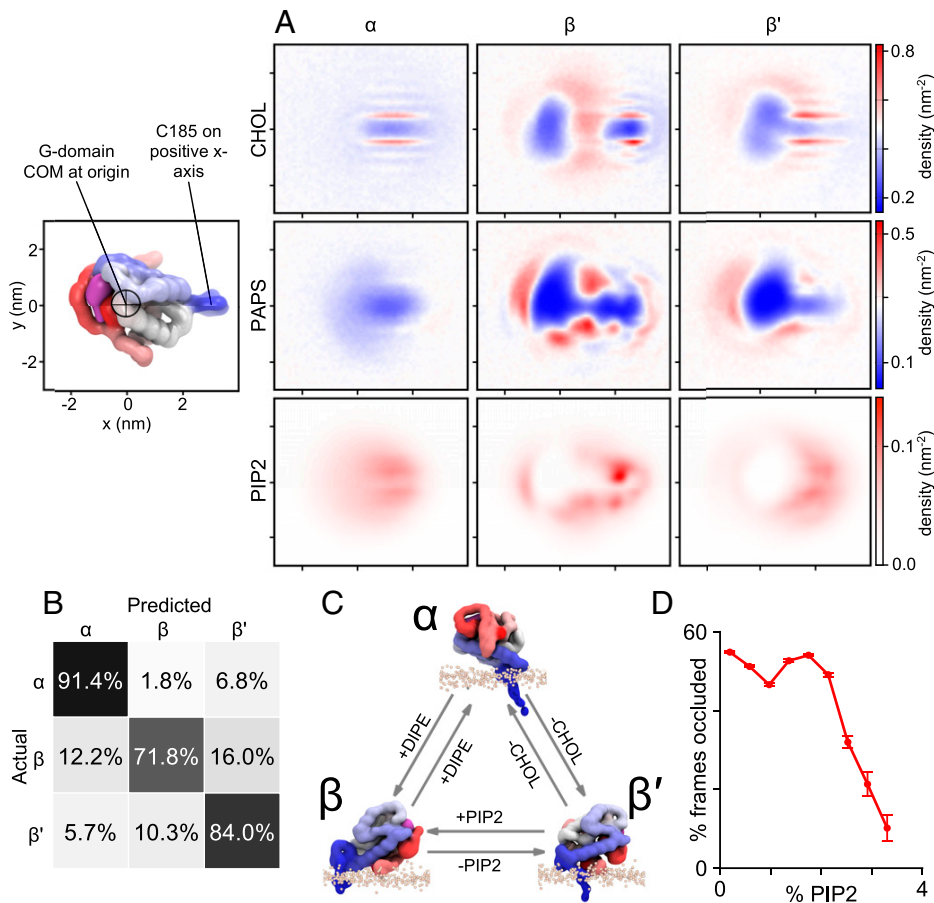 A
α
β
β'
G-domain
COM at origin
C185 on
positive x-
axis
CHOL
0.8
0.2
density (nm-2)
y (nm)
2
0
-2
-2
0
2
x (nm)
PAPS
0.5
0.1
density (nm-2)
PIP2
0.1
0.0
density (nm-2)
B
Predicted
α
β
β'
Actual
α
91.4%
1.8%
6.8%
β
12.2%
71.8%
16.0%
β'
5.7%
10.3%
84.0%
C
α
+DIPE
+DIPE
-CHOL
-CHOL
β
β′
+PIP2
-PIP2
D
% frames occluded
60
0
0
4
% PIP2